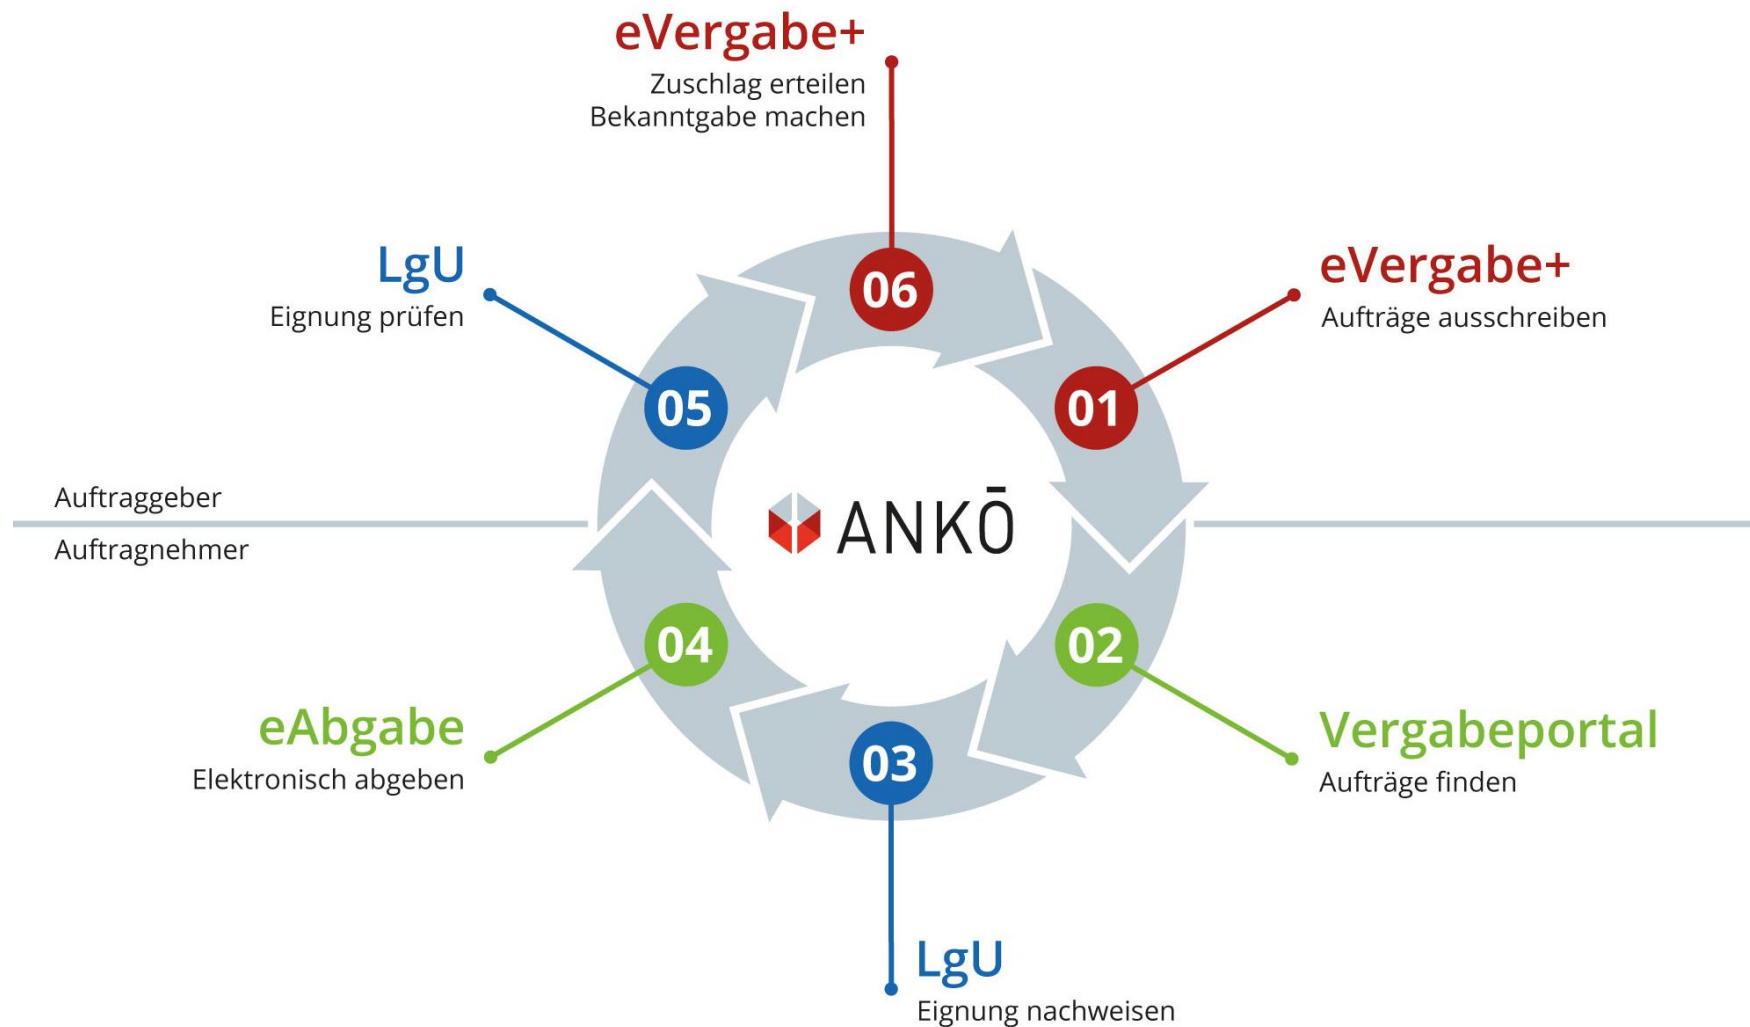 eVergabe+
Zuschlag erteilen
Bekanntgabe machen
06
eVergabe+
Aufträge ausschreiben
01
LgU
Eignung prüfen
05
Auftraggeber
Auftragnehmer
ANKŌ
02
Vergabeportal
Aufträge finden
04
eAbgabe
Elektronisch abgeben
03
LgU
Eignung nachweisen